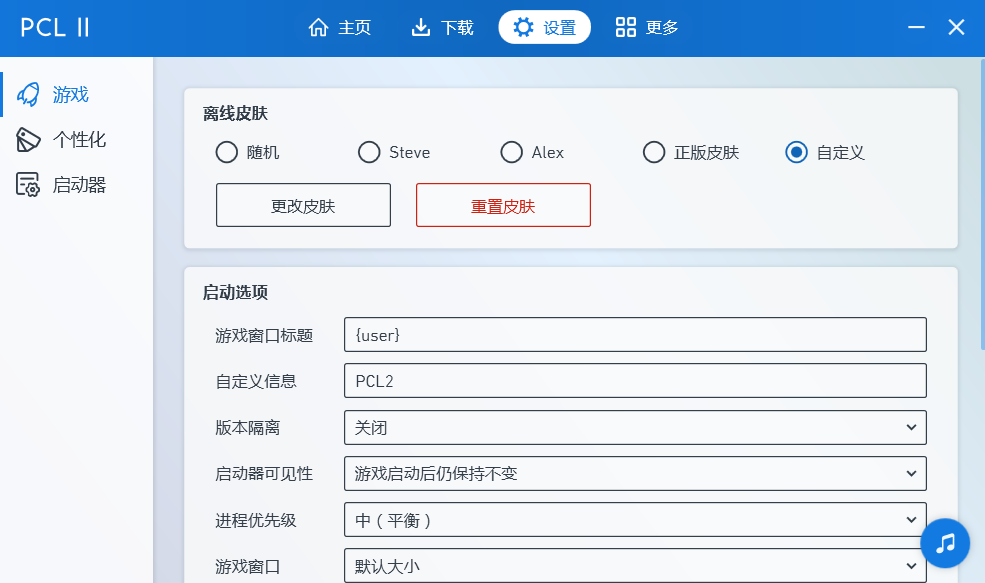 PCL II
主页 下载 设置 更多
游戏
个性化
启动器
离线皮肤
随机 Steve Alex 正版皮肤 自定义
更改皮肤 重置皮肤
启动选项
游戏窗口标题 {user}
自定义信息 PCL2
版本隔离 关闭
启动器可见性 游戏启动后仍保持不变
进程优先级 中（平衡）
游戏窗口 默认大小